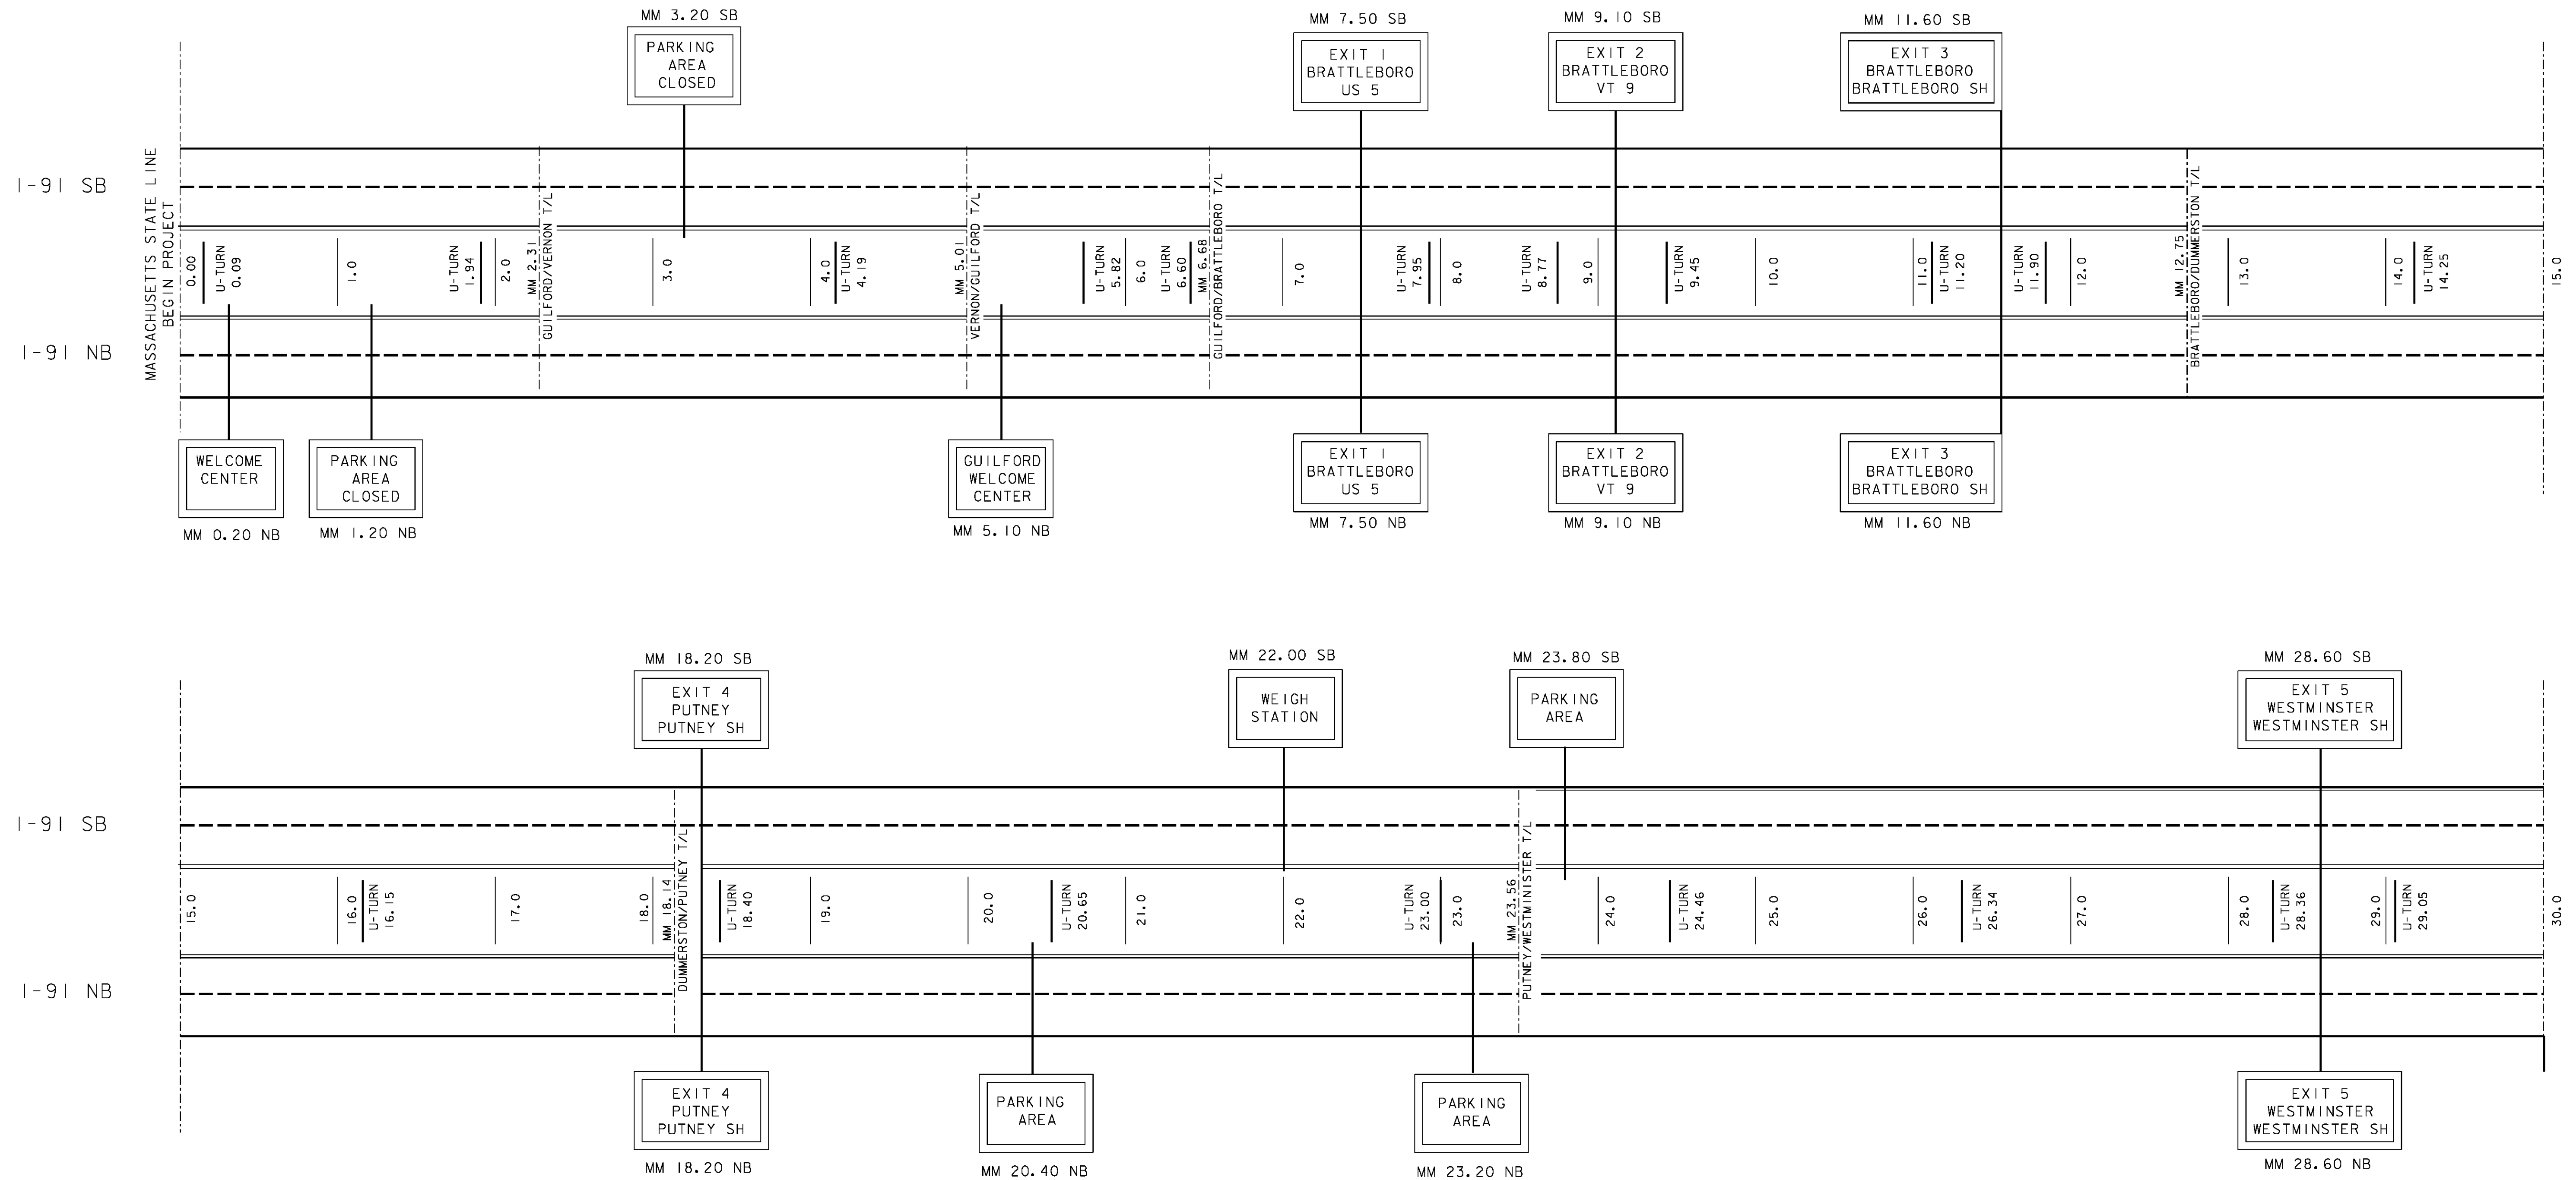 MM 3.20 SB
PARKING
AREA
CLOSED
MM 7.50 SB
EXIT 1
BRATTLEBORO
US 5
MM 9.10 SB
EXIT 2
BRATTLEBORO
VT 9
MM 11.60 SB
EXIT 3
BRATTLEBORO
BRATTLEBORO SH
I-91 SB
I-91 NB
MASSACHUSETTS STATE LINE
BEGIN PROJECT
0.00
U-TURN
0.09
1.0
U-TURN
1.94
2.0
MM 2.31
GUILFORD/VERNON T/L
3.0
4.0
U-TURN
4.19
MM 5.01
VERNON/GUILFORD T/L
U-TURN
5.82
6.0
U-TURN
6.60
MM 6.68
GUILFORD/BRATTLEBORO T/L
7.0
U-TURN
7.95
8.0
U-TURN
8.77
9.0
U-TURN
9.45
10.0
11.0
U-TURN
11.20
U-TURN
11.90
12.0
MM 12.75
BRATTLEBORO/DUMMERSTON T/L
13.0
14.0
U-TURN
14.25
15.0
WELCOME
CENTER
MM 0.20 NB
PARKING
AREA
CLOSED
MM 1.20 NB
GUILFORD
WELCOME
CENTER
MM 5.10 NB
EXIT 1
BRATTLEBORO
US 5
MM 7.50 NB
EXIT 2
BRATTLEBORO
VT 9
MM 9.10 NB
EXIT 3
BRATTLEBORO
BRATTLEBORO SH
MM 11.60 NB
MM 18.20 SB
EXIT 4
PUTNEY
PUTNEY SH
MM 22.00 SB
WEIGH
STATION
MM 23.80 SB
PARKING
AREA
MM 28.60 SB
EXIT 5
WESTMINSTER
WESTMINSTER SH
I-91 SB
I-91 NB
15.0
16.0
U-TURN
16.15
17.0
18.0
MM 18.14
DUMMERSTON/PUTNEY T/L
U-TURN
18.40
19.0
20.0
U-TURN
20.65
21.0
22.0
U-TURN
23.00
23.0
MM 23.56
PUTNEY/WESTMINISTER T/L
24.0
U-TURN
24.46
25.0
26.0
U-TURN
26.34
27.0
28.0
U-TURN
28.36
29.0
U-TURN
29.05
30.0
EXIT 4
PUTNEY
PUTNEY SH
MM 18.20 NB
PARKING
AREA
MM 20.40 NB
PARKING
AREA
MM 23.20 NB
EXIT 5
WESTMINSTER
WESTMINSTER SH
MM 28.60 NB